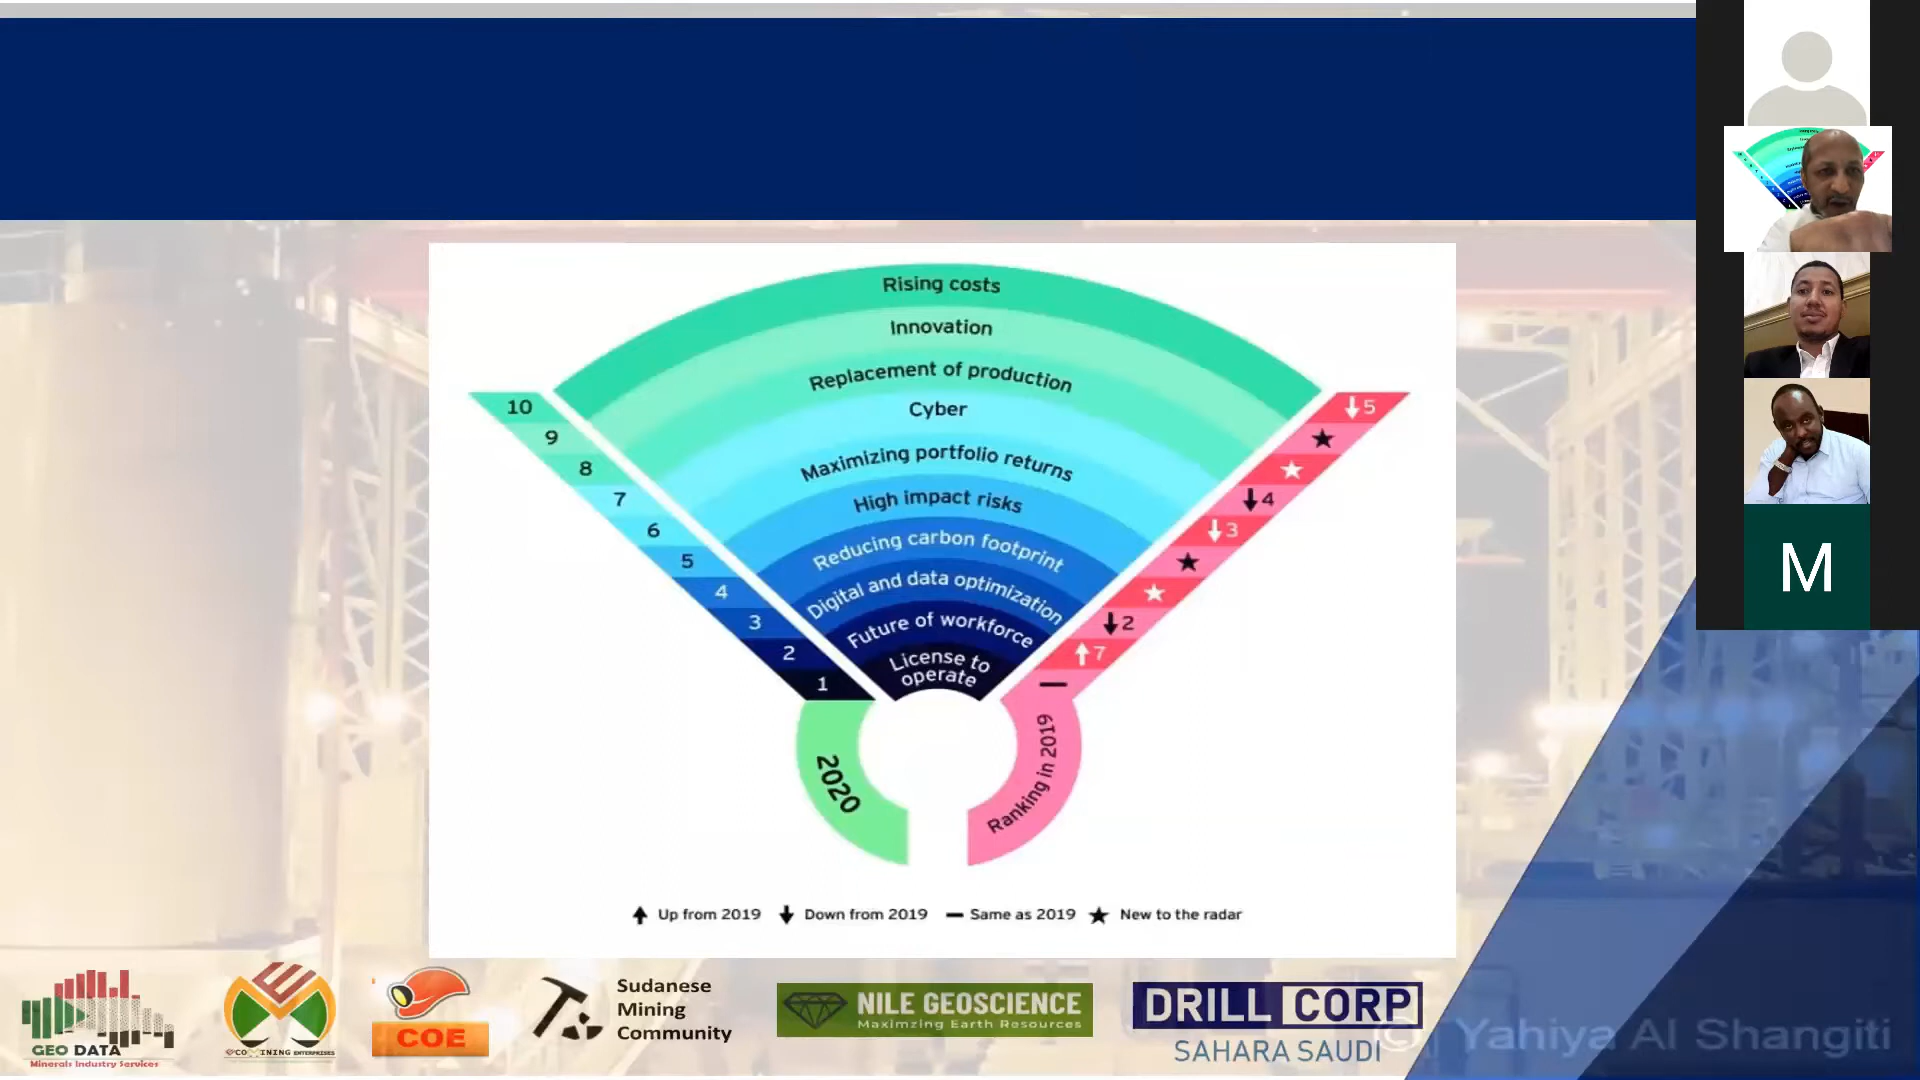 Rising costs
Innovation
Replacement of production
Cyber
Maximizing portfolio returns
High impact risks
Reducing carbon footprint
Digital and data optimization
Future of workforce
License to
operate
10
9
8
7
6
5
4
3
2
1
↓5
★
★
↓4
↓3
★
★
↓2
↑7
—
2020
Ranking in 2019
↑ Up from 2019 ↓ Down from 2019 — Same as 2019 ★ New to the radar
GEO DATA
Minerals Industry Services
ECOMINING ENTERPRISES
COE
Sudanese
Mining
Community
NILE GEOSCIENCE
Maximzing Earth Resources
DRILL CORP
SAHARA SAUDI
© Yahiya Al Shangiti
M